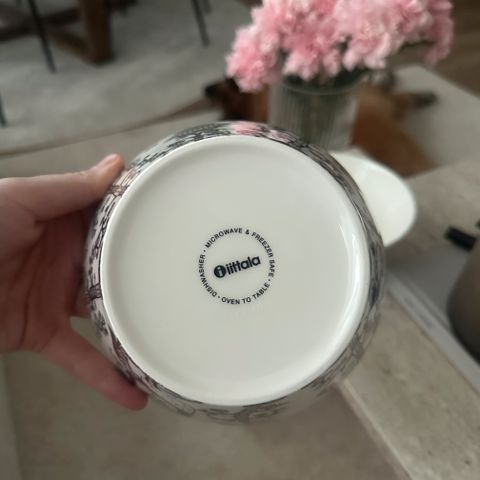 iittala
DISHWASHER · MICROWAVE & FREEZER SAFE · OVEN TO TABLE ·